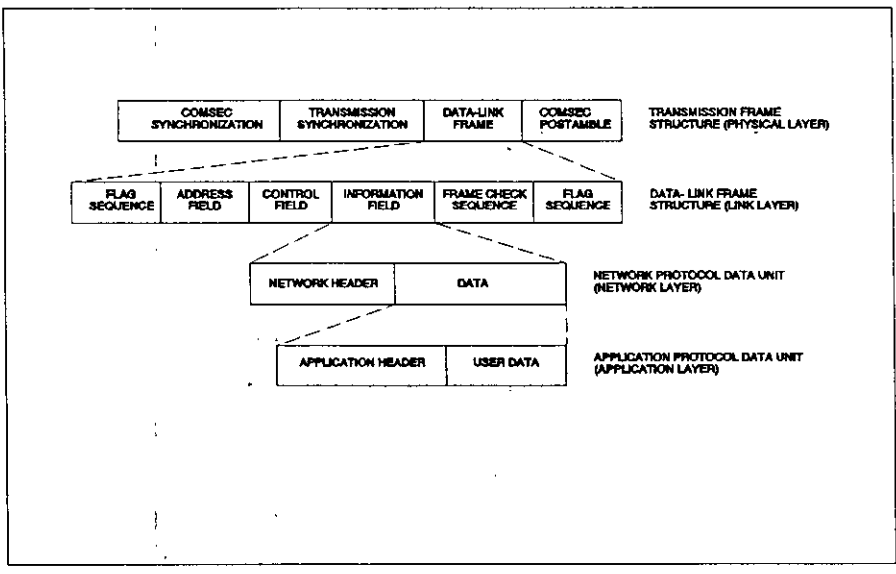 COMSEC SYNCHRONIZATION
TRANSMISSION SYNCHRONIZATION
DATA-LINK FRAME
COMSEC POSTAMBLE
TRANSMISSION FRAME
STRUCTURE (PHYSICAL LAYER)
FLAG SEQUENCE
ADDRESS FIELD
CONTROL FIELD
INFORMATION FIELD
FRAME CHECK SEQUENCE
FLAG SEQUENCE
DATA- LINK FRAME
STRUCTURE (LINK LAYER)
NETWORK HEADER
DATA
NETWORK PROTOCOL DATA UNIT
(NETWORK LAYER)
APPLICATION HEADER
USER DATA
APPLICATION PROTOCOL DATA UNIT
(APPLICATION LAYER)